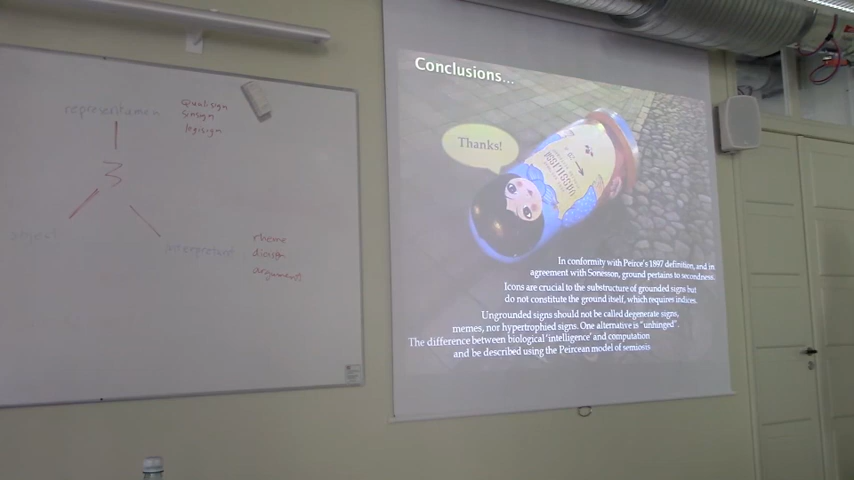 representamen
Qualisign
sinsign
legisign
object
interpretant
rheme
dicisign
argument
Conclusions...
Thanks!
In conformity with Peirce's 1897 definition, and in
agreement with Sonesson, ground pertains to secondness.
Icons are crucial to the substructure of grounded signs but
do not constitute the ground itself, which requires indices.
Ungrounded signs should not be called degenerate signs,
memes, nor hypertrophied signs. One alternative is "unhinged".
The difference between biological 'intelligence' and computation
and be described using the Peircean model of semiosis